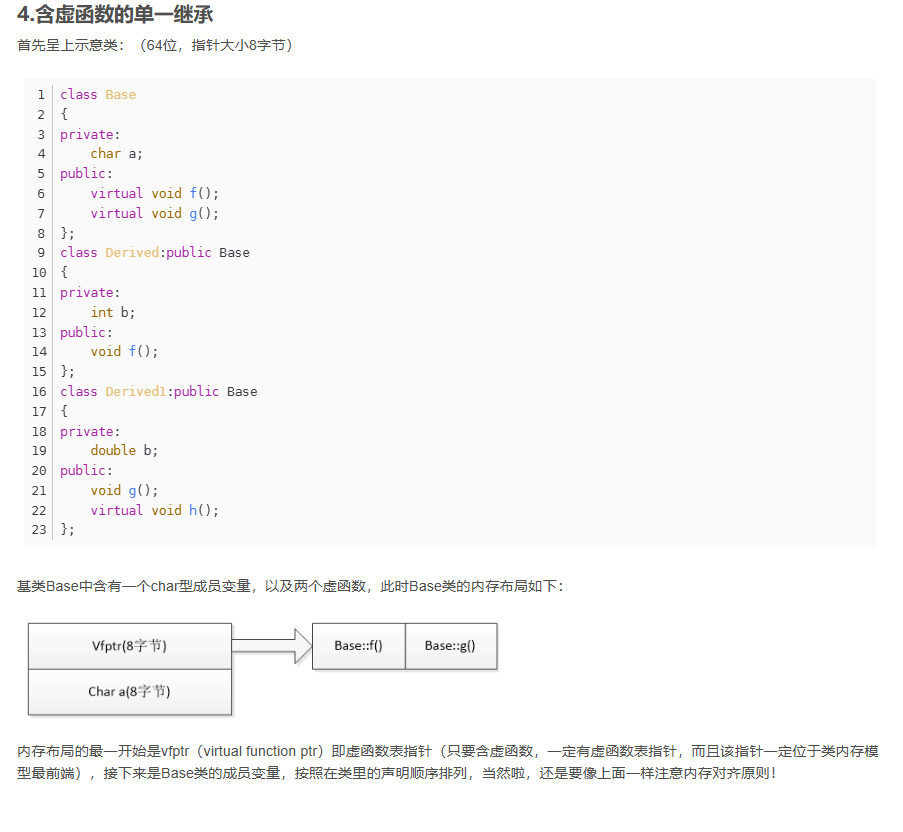 4.含虚函数的单一继承
首先呈上示意类：（64位，指针大小8字节）
1 class Base
2 {
3 private:
4     char a;
5 public:
6     virtual void f();
7     virtual void g();
8 };
9 class Derived:public Base
10 {
11 private:
12     int b;
13 public:
14     void f();
15 };
16 class Derived1:public Base
17 {
18 private:
19     double b;
20 public:
21     void g();
22     virtual void h();
23 };
基类Base中含有一个char型成员变量，以及两个虚函数，此时Base类的内存布局如下：
Vfptr(8字节) Base::f() Base::g()
Char a(8字节)
内存布局的最一开始是vfptr（virtual function ptr）即虚函数表指针（只要含虚函数，一定有虚函数表指针，而且该指针一定位于类内存模
型最前端），接下来是Base类的成员变量，按照在类里的声明顺序排列，当然啦，还是要像上面一样注意内存对齐原则！